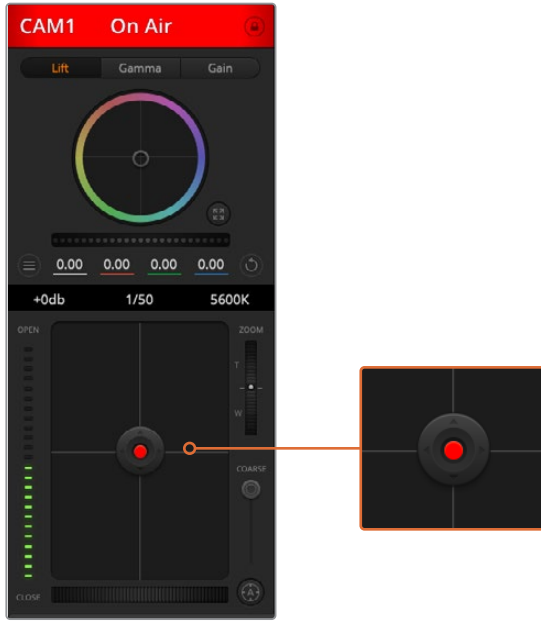 CAM1 On Air
Lift Gamma Gain
0.00 0.00 0.00 0.00
+0db 1/50 5600K
OPEN ZOOM
T
W
COARSE
A
CLOSE